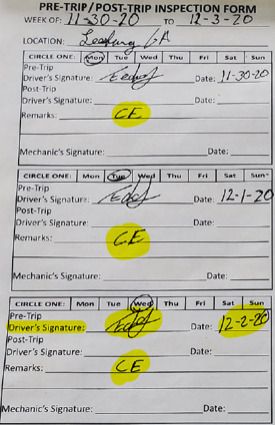 PRE-TRIP/POST-TRIP INSPECTION FORM
WEEK OF: 11-30-20 TO 12-3-20
LOCATION: Leesburg GA
CIRCLE ONE: Mon Tue Wed Thu Fri Sat Sun
Pre-Trip
Driver's Signature: Date: 11-30-20
Post-Trip
Driver's Signature: Date:
Remarks: CE
Mechanic's Signature: Date:
CIRCLE ONE: Mon Tue Wed Thu Fri Sat Sun
Pre-Trip
Driver's Signature: Date: 12-1-20
Post-Trip
Driver's Signature: Date:
Remarks: CE
Mechanic's Signature: Date:
CIRCLE ONE: Mon Tue Wed Thu Fri Sat Sun
Pre-Trip
Driver's Signature: Date: 12-2-20
Post-Trip
Driver's Signature: Date:
Remarks: CE
Mechanic's Signature: Date: